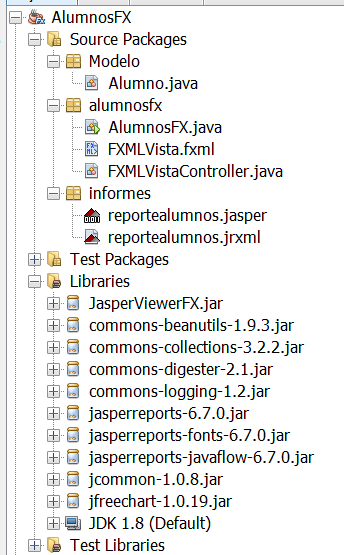 AlumnosFX
Source Packages
Modelo
Alumno.java
alumnosfx
AlumnosFX.java
FXMLVista.fxml
FXMLVistaController.java
informes
reportealumnos.jasper
reportealumnos.jrxml
Test Packages
Libraries
JasperViewerFX.jar
commons-beanutils-1.9.3.jar
commons-collections-3.2.2.jar
commons-digester-2.1.jar
commons-logging-1.2.jar
jasperreports-6.7.0.jar
jasperreports-fonts-6.7.0.jar
jasperreports-javaflow-6.7.0.jar
jcommon-1.0.8.jar
jfreechart-1.0.19.jar
JDK 1.8 (Default)
Test Libraries